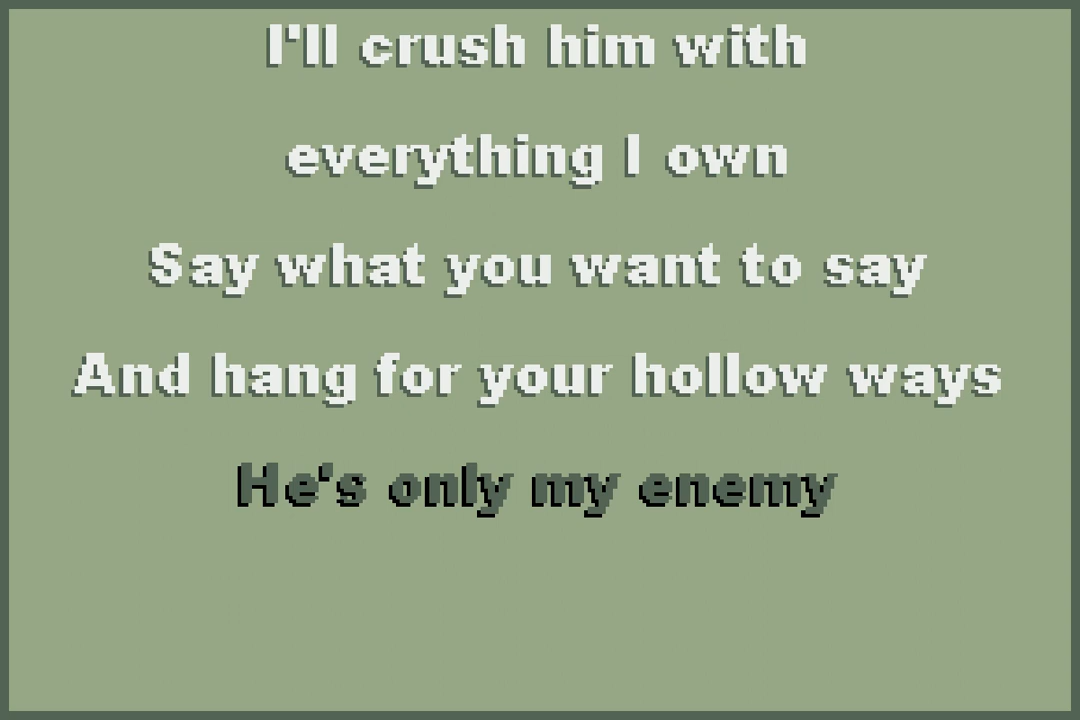 I'll crush him with
everything I own
Say what you want to say
And hang for your hollow ways
He's only my enemy